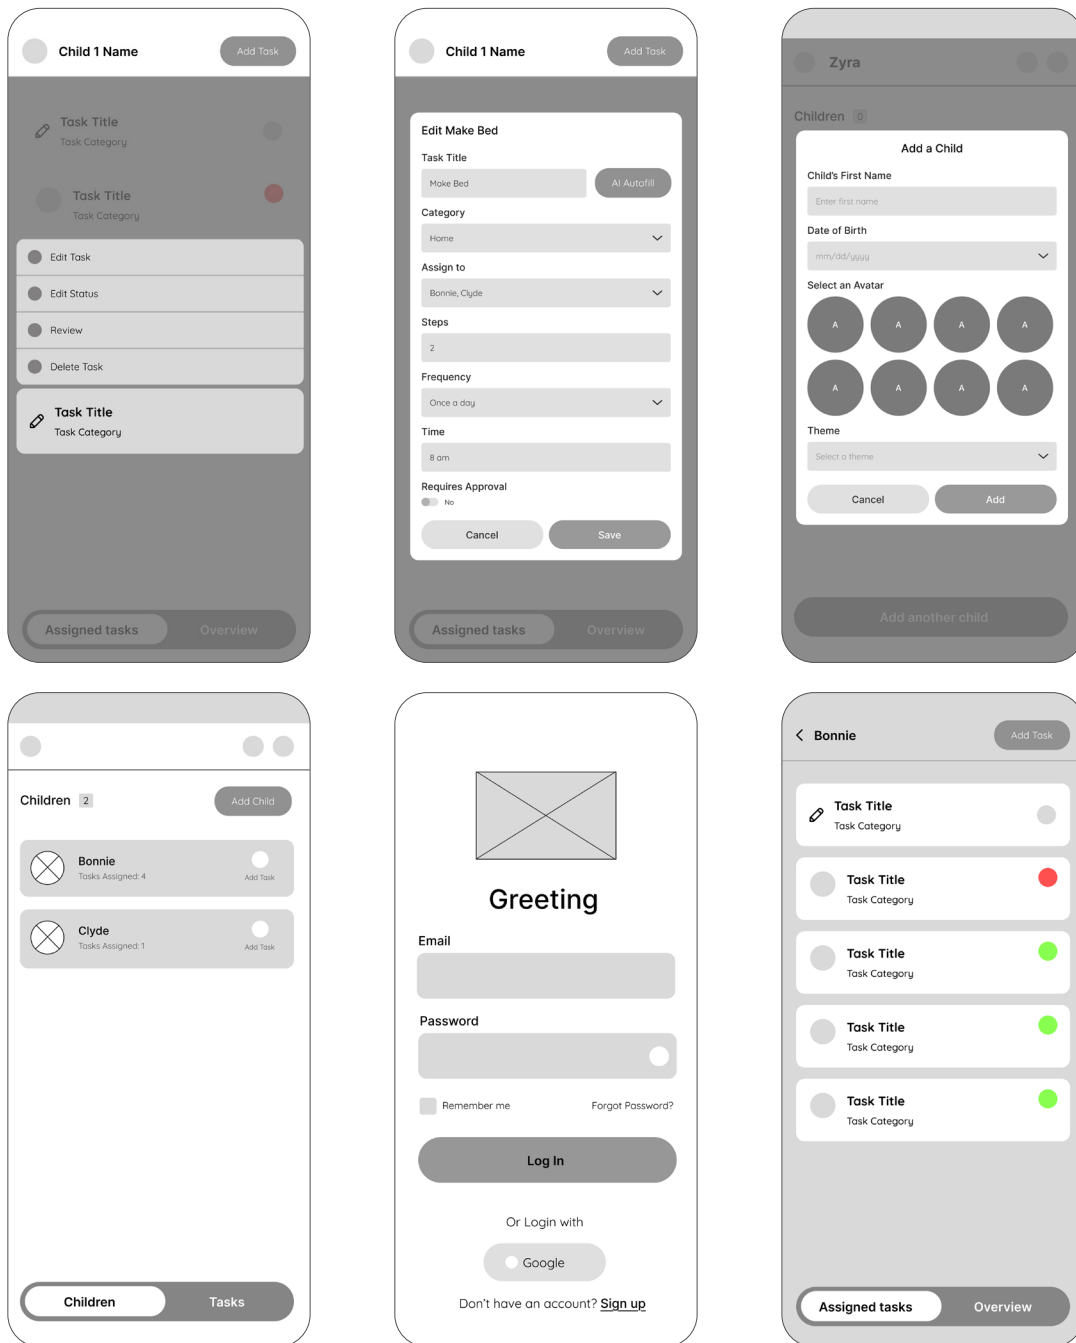 Child 1 Name
Add Task
Task Title
Task Category
Task Title
Task Category
Edit Task
Edit Status
Review
Delete Task
Task Title
Task Category
Assigned tasks
Overview
Child 1 Name
Add Task
Edit Make Bed
Task Title
Make Bed
AI Autofill
Category
Home
Assign to
Bonnie, Clyde
Steps
2
Frequency
Once a day
Time
8 am
Requires Approval
No
Cancel
Save
Assigned tasks
Overview
Zyra
Children 0
Add a Child
Child's First Name
Enter first name
Date of Birth
mm/dd/yyyy
Select an Avatar
A A A A
A A A A
Theme
Select a theme
Cancel
Add
Add another child
Children 2
Add Child
Bonnie
Tasks Assigned: 4
Add Task
Clyde
Tasks Assigned: 1
Add Task
Children
Tasks
Greeting
Email
Password
Remember me
Forgot Password?
Log In
Or Login with
Google
Don't have an account? Sign up
Bonnie
Add Task
Task Title
Task Category
Task Title
Task Category
Task Title
Task Category
Task Title
Task Category
Task Title
Task Category
Assigned tasks
Overview